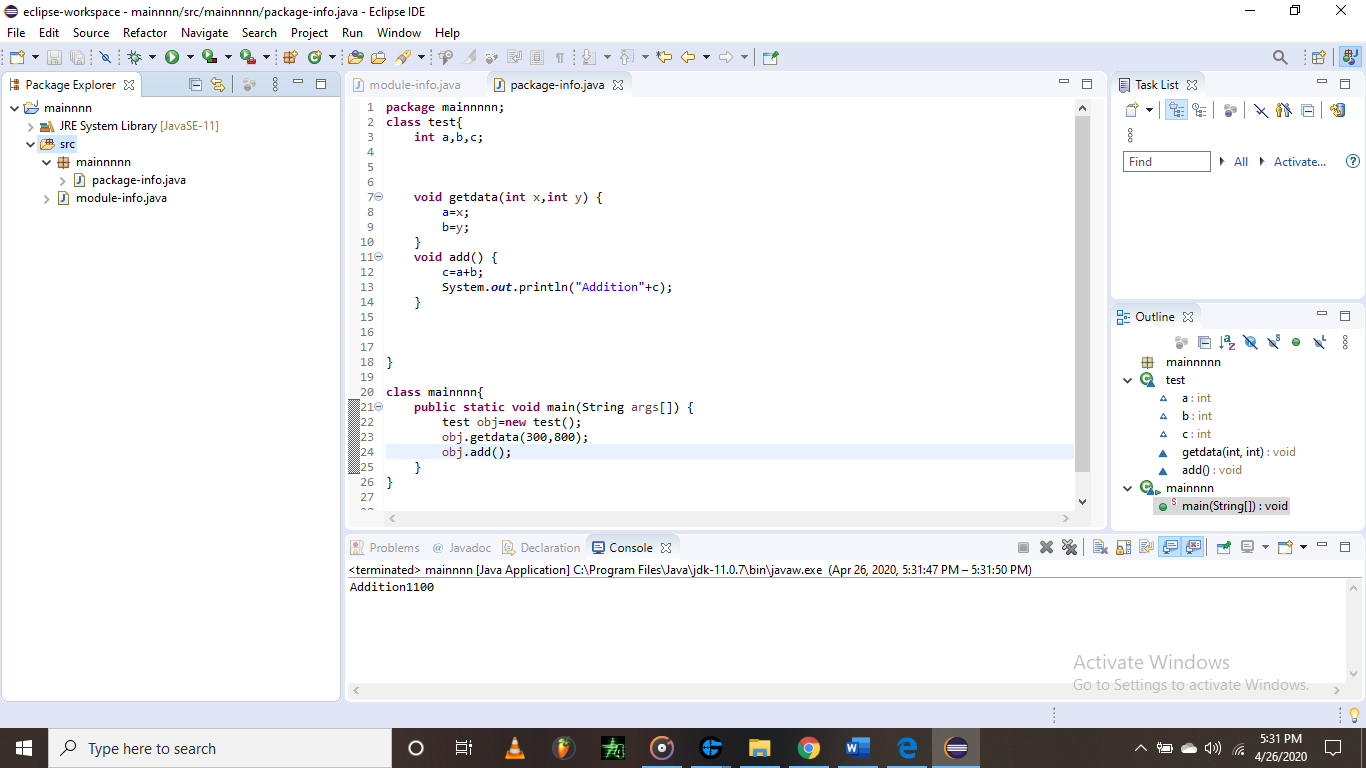 eclipse-workspace - mainnnn/src/mainnnnn/package-info.java - Eclipse IDE
File Edit Source Refactor Navigate Search Project Run Window Help
Package Explorer
mainnnn
JRE System Library [JavaSE-11]
src
mainnnnn
package-info.java
module-info.java
module-info.java
package-info.java
1 package mainnnnn;
2 class test{
3 int a,b,c;
4
5
6
7 void getdata(int x,int y) {
8 a=x;
9 b=y;
10 }
11 void add() {
12 c=a+b;
13 System.out.println("Addition"+c);
14 }
15
16
17
18 }
19
20 class mainnnn{
21 public static void main(String args[]) {
22 test obj=new test();
23 obj.getdata(300,800);
24 obj.add();
25 }
26 }
27
Task List
Find All Activate...
Outline
mainnnnn
test
a : int
b : int
c : int
getdata(int, int) : void
add() : void
mainnnn
main(String[]) : void
Problems @ Javadoc Declaration Console
<terminated> mainnnn [Java Application] C:\Program Files\Java\jdk-11.0.7\bin\javaw.exe (Apr 26, 2020, 5:31:47 PM – 5:31:50 PM)
Addition1100
Activate Windows
Go to Settings to activate Windows.
Type here to search
5:31 PM
4/26/2020